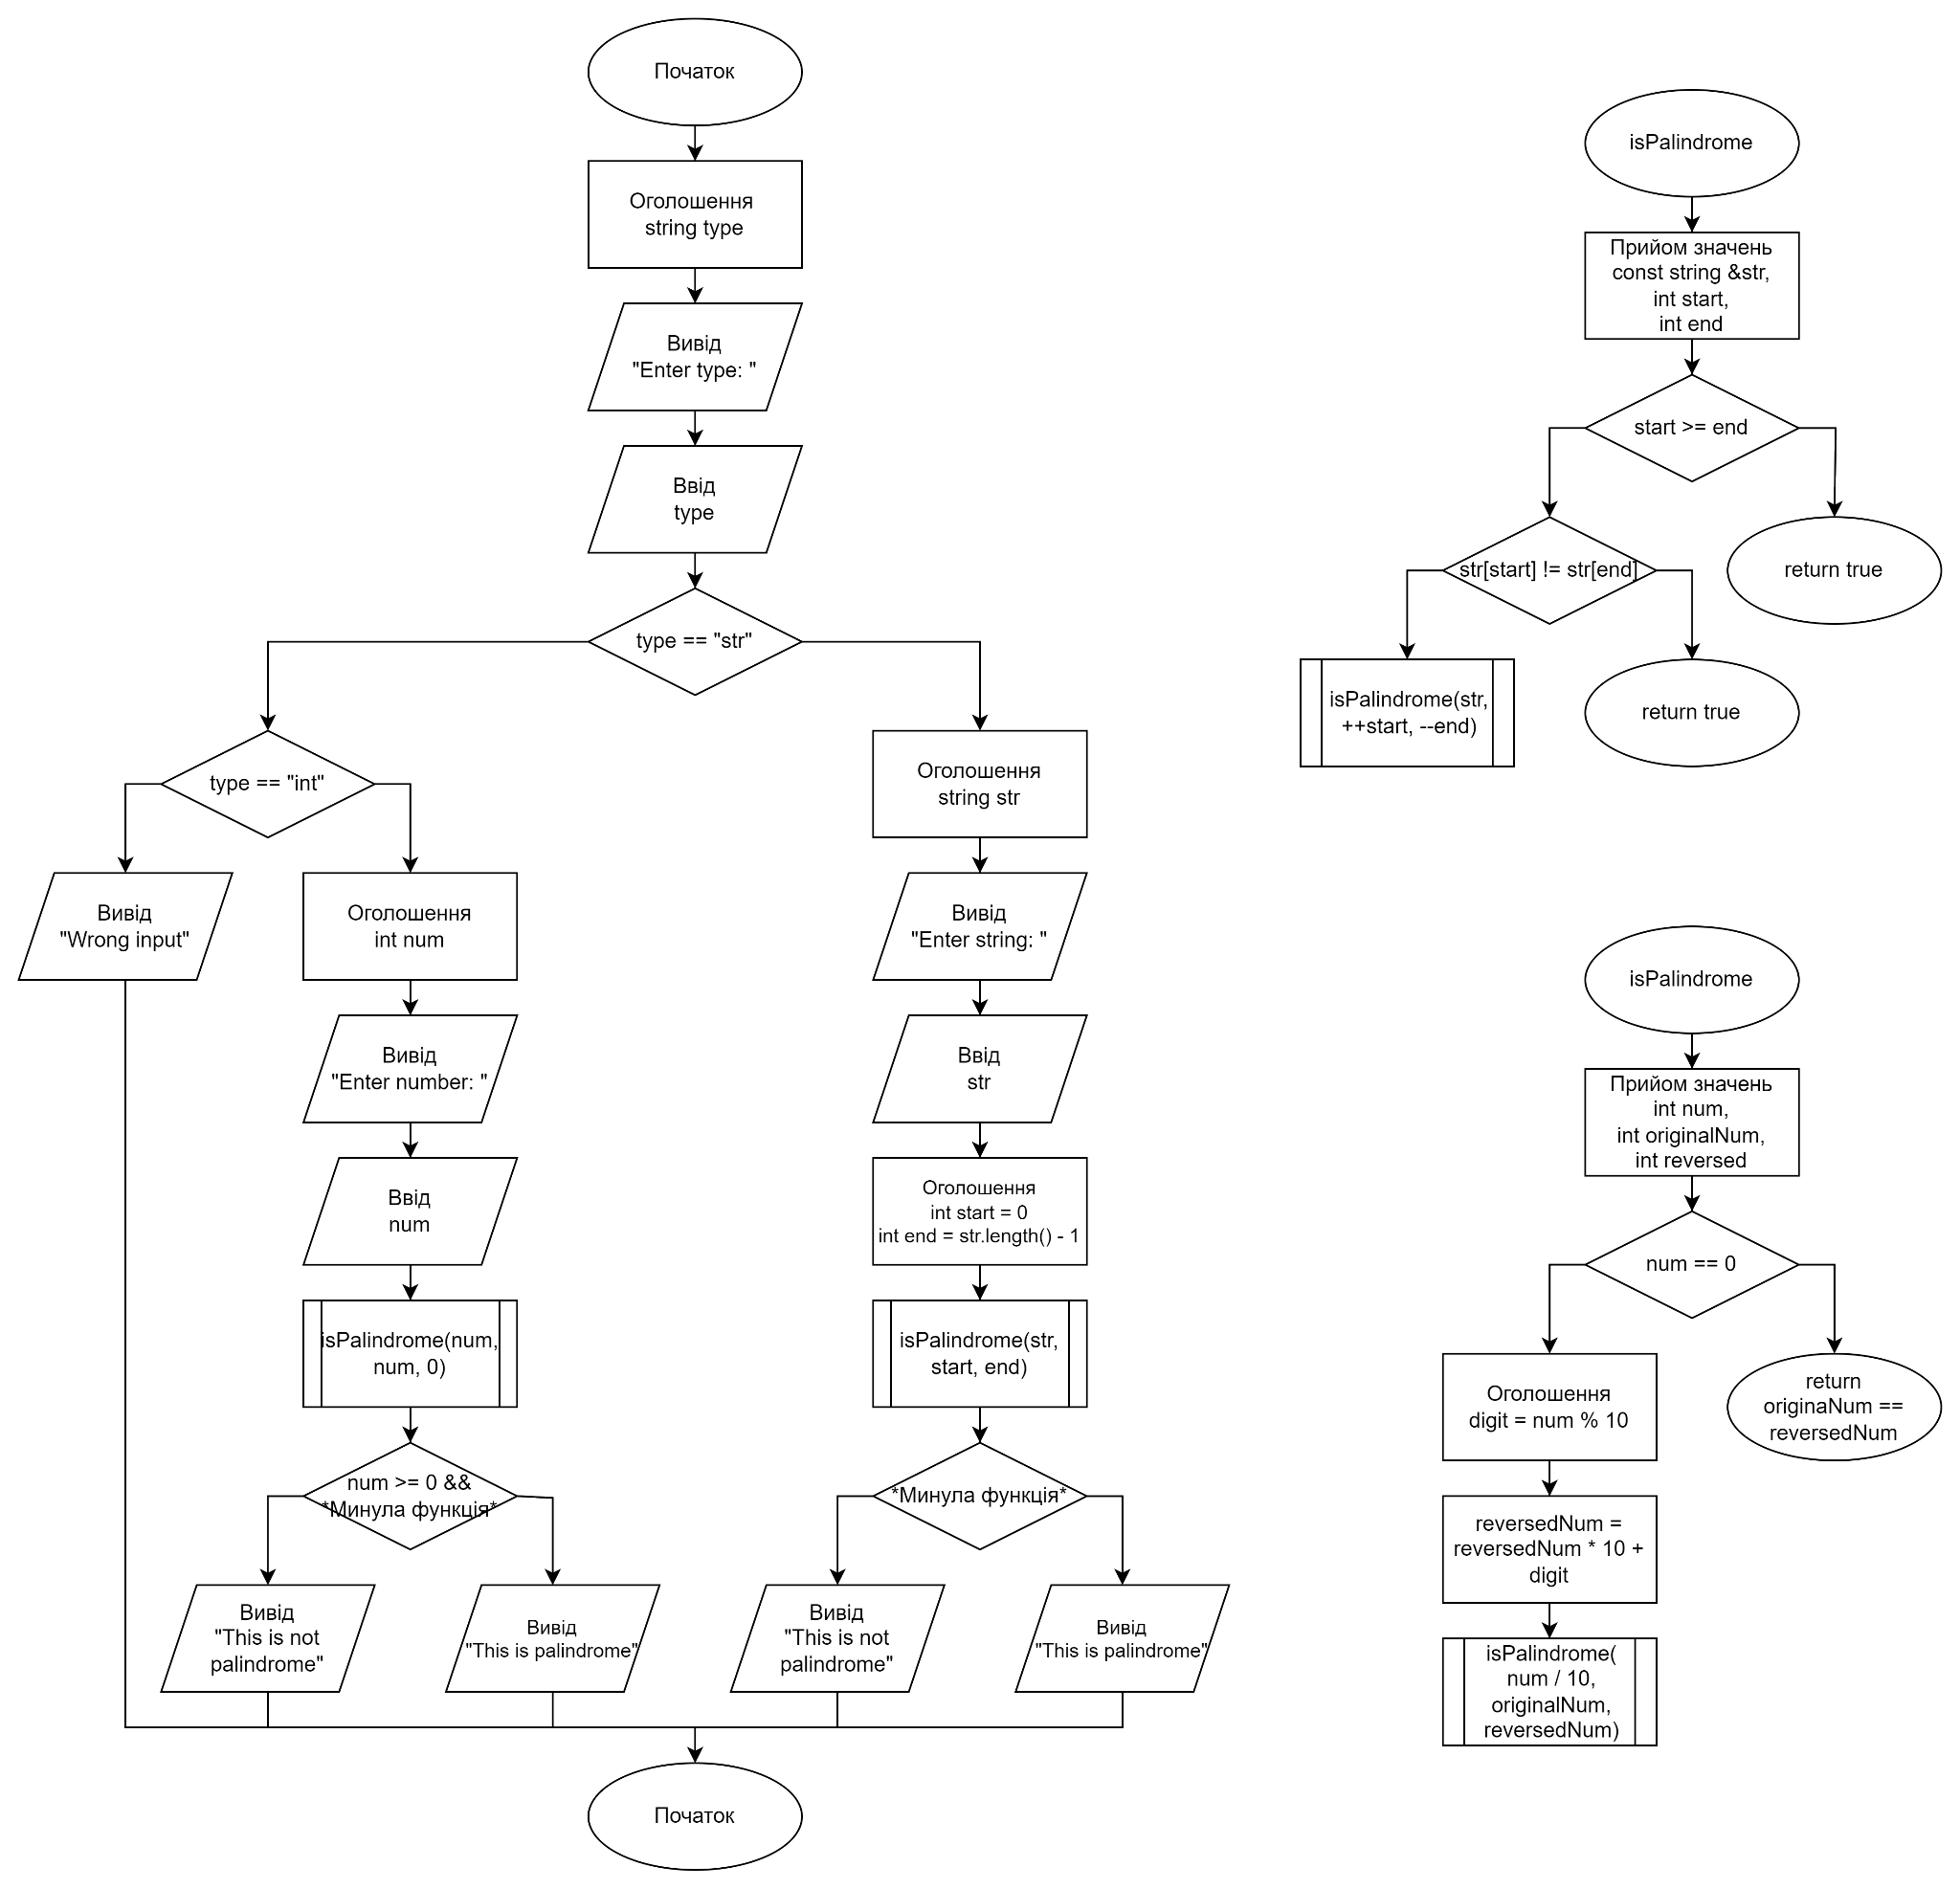 Початок
Оголошення
string type
Вивід
"Enter type: "
Ввід
type
type == "str"
type == "int"
Вивід
"Wrong input"
Оголошення
int num
Вивід
"Enter number: "
Ввід
num
isPalindrome(num,
num, 0)
num >= 0 &&
*Минула функція*
Вивід
"This is not
palindrome"
Вивід
"This is palindrome"
Оголошення
string str
Вивід
"Enter string: "
Ввід
str
Оголошення
int start = 0
int end = str.length() - 1
isPalindrome(str,
start, end)
*Минула функція*
Вивід
"This is not
palindrome"
Вивід
"This is palindrome"
Початок
isPalindrome
Прийом значень
const string &str,
int start,
int end
start >= end
return true
str[start] != str[end]
return true
isPalindrome(str,
++start, --end)
isPalindrome
Прийом значень
int num,
int originalNum,
int reversed
num == 0
return
originaNum ==
reversedNum
Оголошення
digit = num % 10
reversedNum =
reversedNum * 10 +
digit
isPalindrome(
num / 10,
originalNum,
reversedNum)